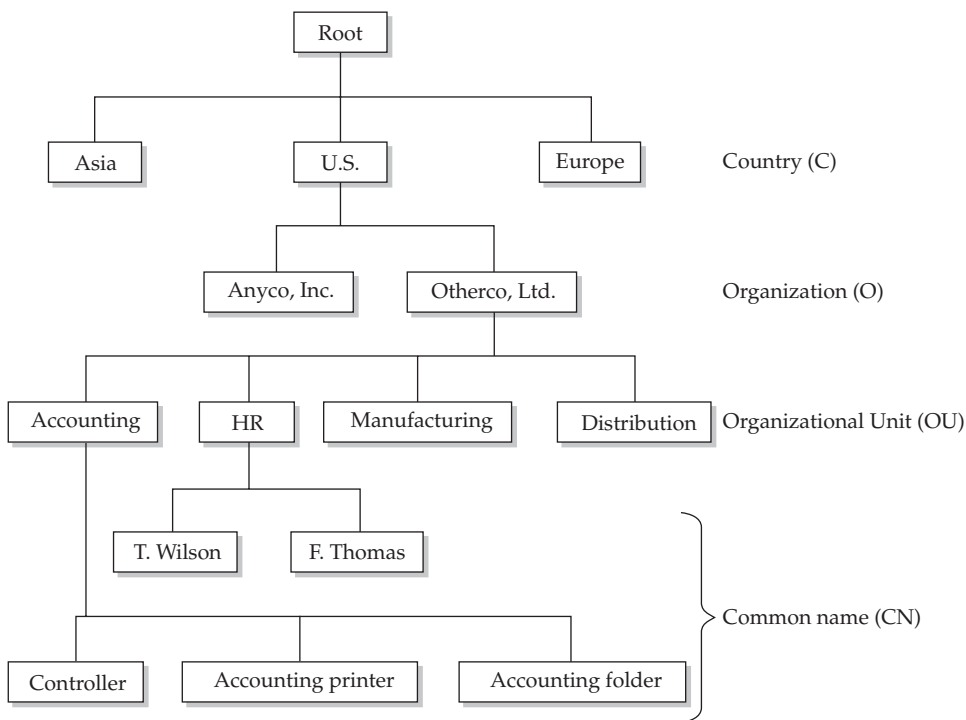 Root
Asia
U.S.
Europe
Country (C)
Anyco, Inc.
Otherco, Ltd.
Organization (O)
Accounting
HR
Manufacturing
Distribution
Organizational Unit (OU)
T. Wilson
F. Thomas
Common name (CN)
Controller
Accounting printer
Accounting folder